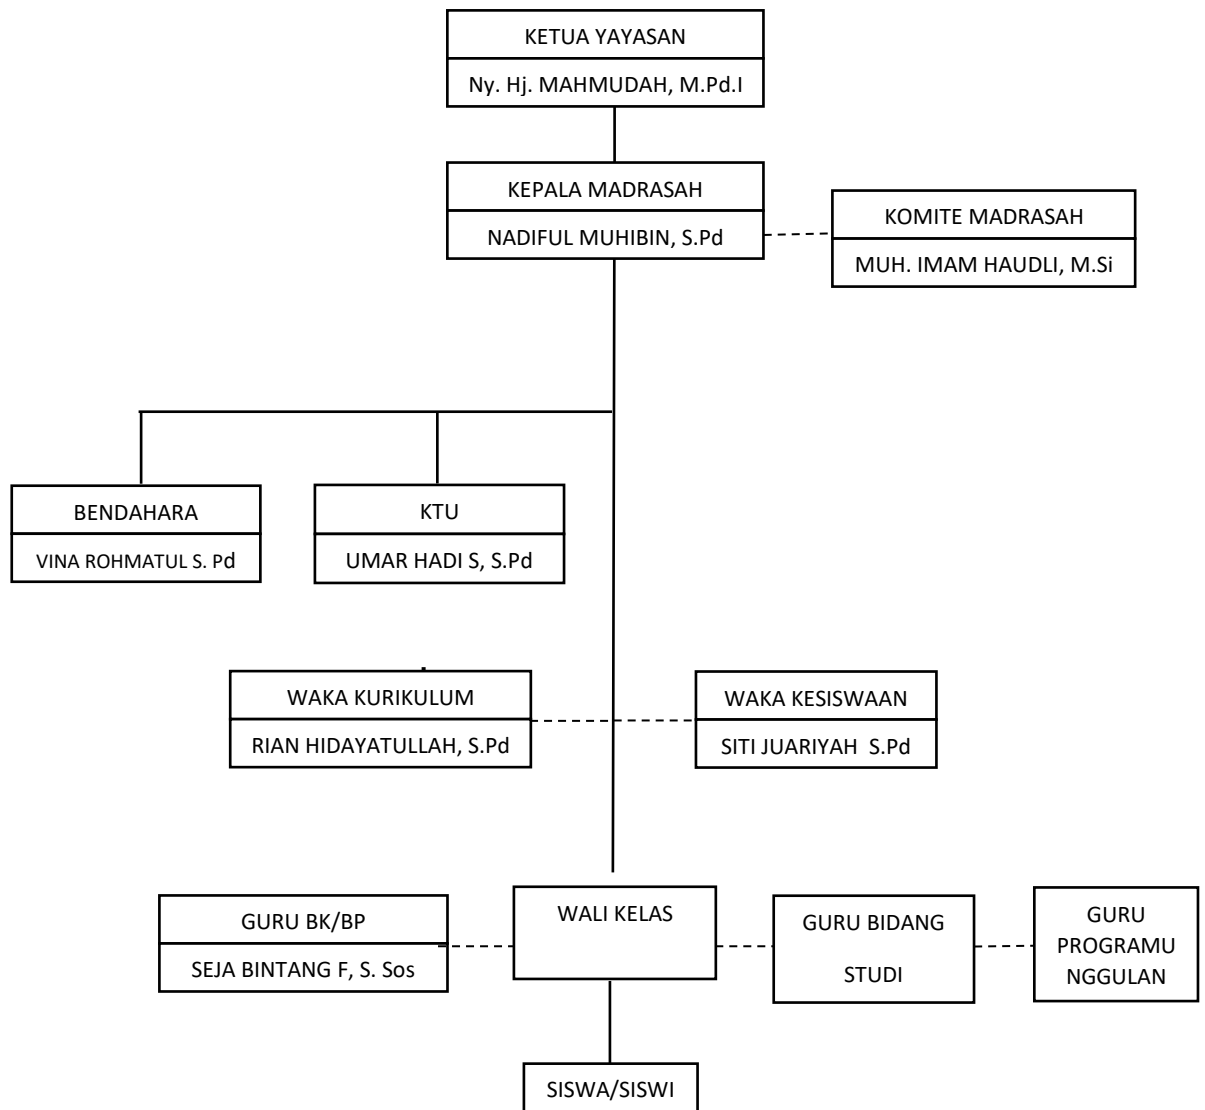 KETUA YAYASAN
Ny. Hj. MAHMUDAH, M.Pd.I
KEPALA MADRASAH
NADIFUL MUHIBIN, S.Pd
KOMITE MADRASAH
MUH. IMAM HAUDLI, M.Si
BENDAHARA
VINA ROHMATUL S. Pd
KTU
UMAR HADI S, S.Pd
WAKA KURIKULUM
RIAN HIDAYATULLAH, S.Pd
WAKA KESISWAAN
SITI JUARIYAH  S.Pd
GURU BK/BP
SEJA BINTANG F, S. Sos
WALI KELAS
GURU BIDANG
STUDI
GURU
PROGRAMU
NGGULAN
SISWA/SISWI